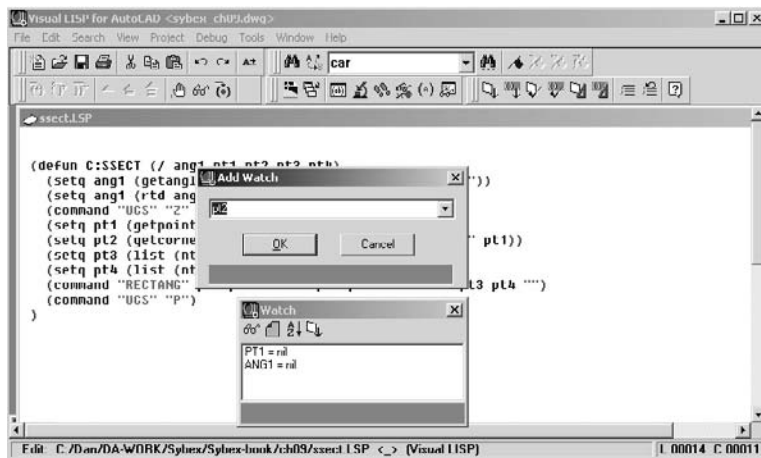 Visual LISP for AutoCAD <sybex_ch09.dwg>
File Edit Search View Project Debug Tools Window Help
car
ssect.LSP
(defun C:SSECT (/ ang1 pt1 pt2 pt3 pt4)
(setq ang1 (getangl "))
(setq ang1 (rtd ang
(command "UCS" "Z"
(setq pt1 (getpoint
(setq pt2 (getcorne " pt1))
(setq pt3 (list (nt
(setq pt4 (list (nt
(command "RECTANG" t3 pt4 "")
(command "UCS" "P")
)
Add Watch
pt2
OK Cancel
Watch
PT1 = nil
ANG1 = nil
Edit: C:/Dan/DA-WORK/Sybex/Sybex-book/ch09/ssect.LSP <_> (Visual LISP)
L 00014 C 00011